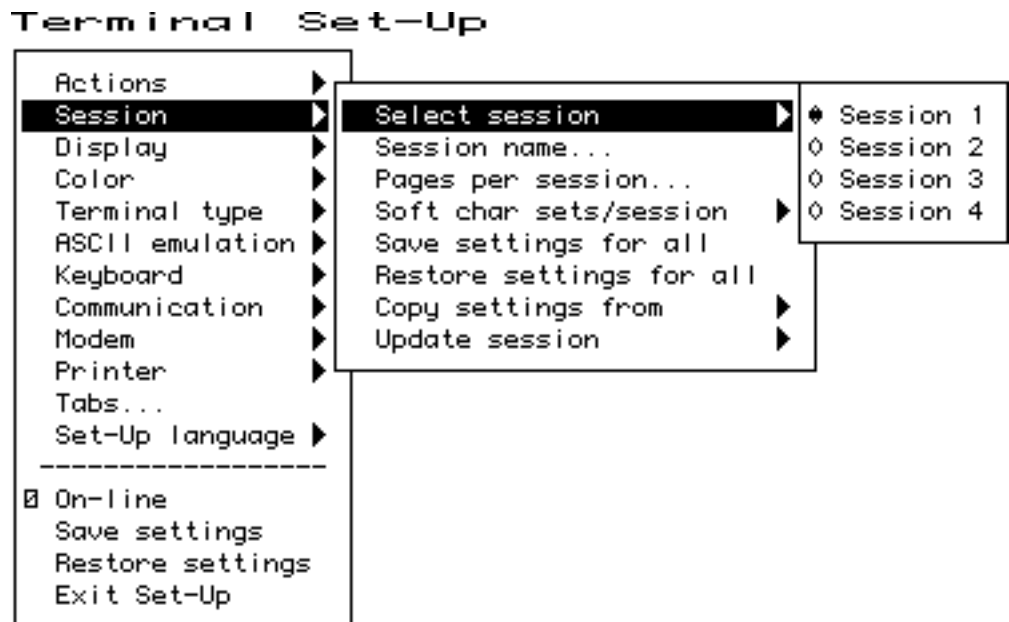 Terminal Set-Up
Actions
Session
Display
Color
Terminal type
ASCII emulation
Keyboard
Communication
Modem
Printer
Tabs...
Set-Up language
------------------
On-line
Save settings
Restore settings
Exit Set-Up
Select session
Session name...
Pages per session...
Soft char sets/session
Save settings for all
Restore settings for all
Copy settings from
Update session
Session 1
Session 2
Session 3
Session 4